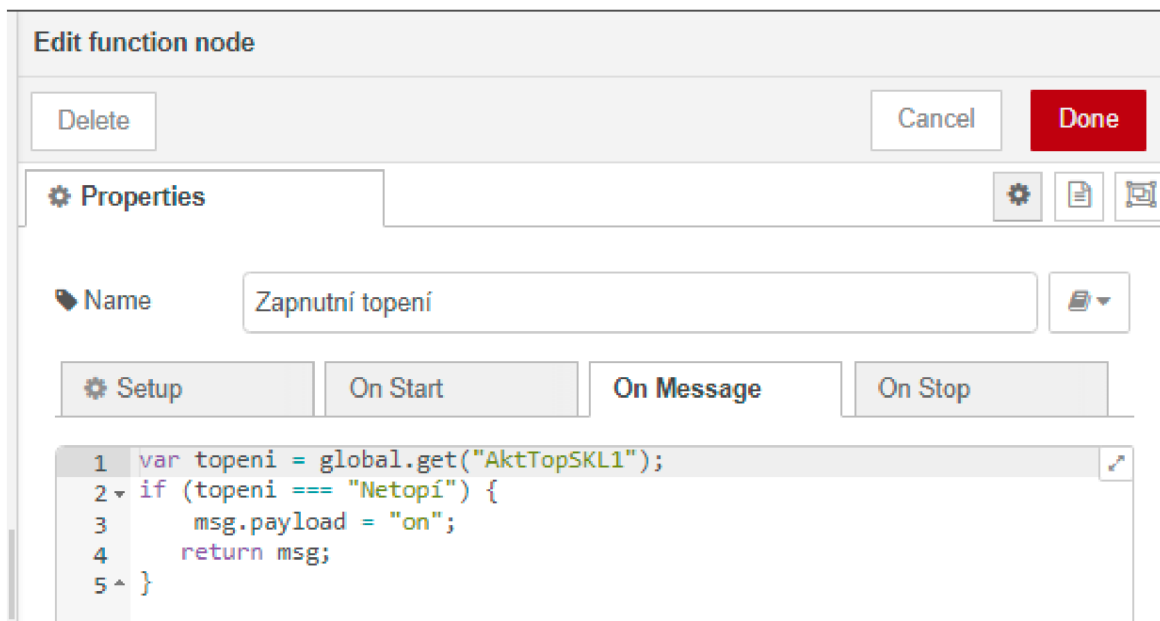 Edit function node
Delete Cancel Done
Properties
Name Zapnutní topení
Setup On Start On Message On Stop
1 var topeni = global.get("AktTopSKL1");
2 if (topeni === "Netopí") {
3 msg.payload = "on";
4 return msg;
5 }